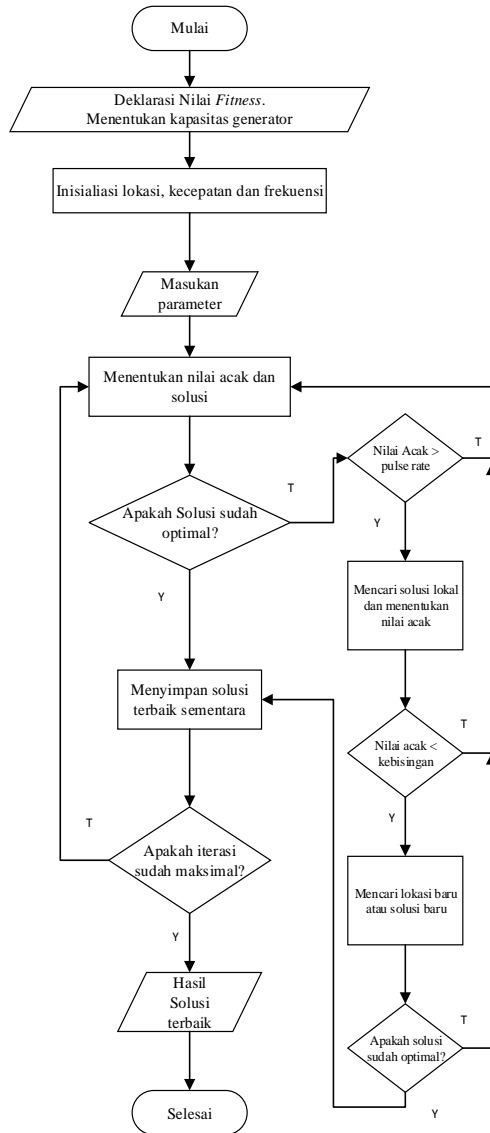 Mulai
Deklarasi Nilai Fitness.
Menentukan kapasitas generator
Inisialiasi lokasi, kecepatan dan frekuensi
Masukan
parameter
Menentukan nilai acak dan
solusi
Apakah Solusi sudah
optimal?
T
Y
Nilai Acak >
pulse rate
T
Y
Mencari solusi lokal
dan menentukan
nilai acak
Menyimpan solusi
terbaik sementara
Nilai acak <
kebisingan
T
Y
Apakah iterasi
sudah maksimal?
T
Y
Mencari lokasi baru
atau solusi baru
Hasil
Solusi
terbaik
Apakah solusi
sudah optimal?
T
Y
Selesai